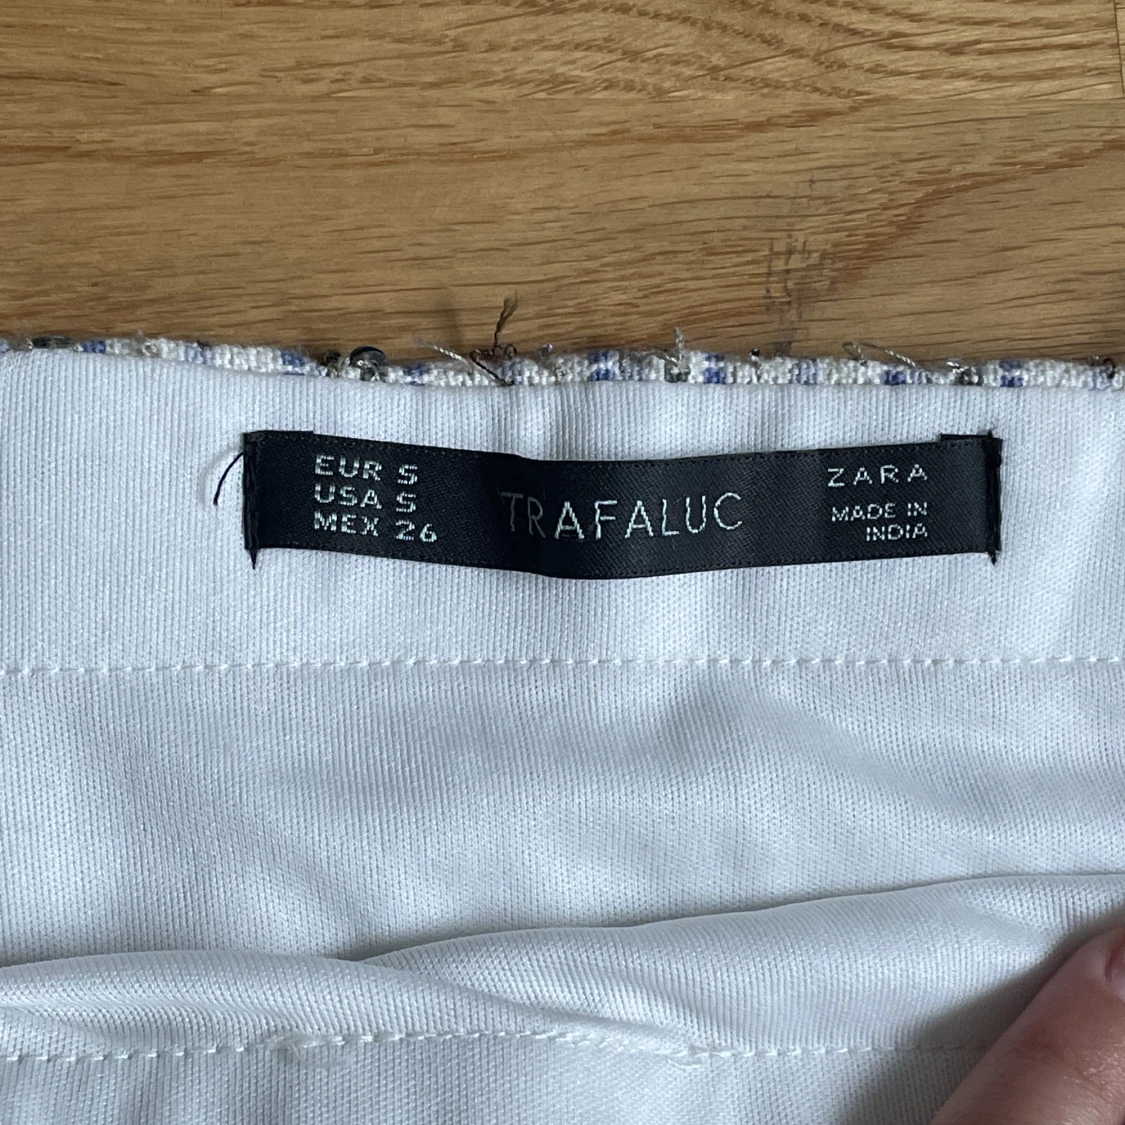 EUR S
USA S
MEX 26
TRAFALUC
ZARA
MADE IN
INDIA